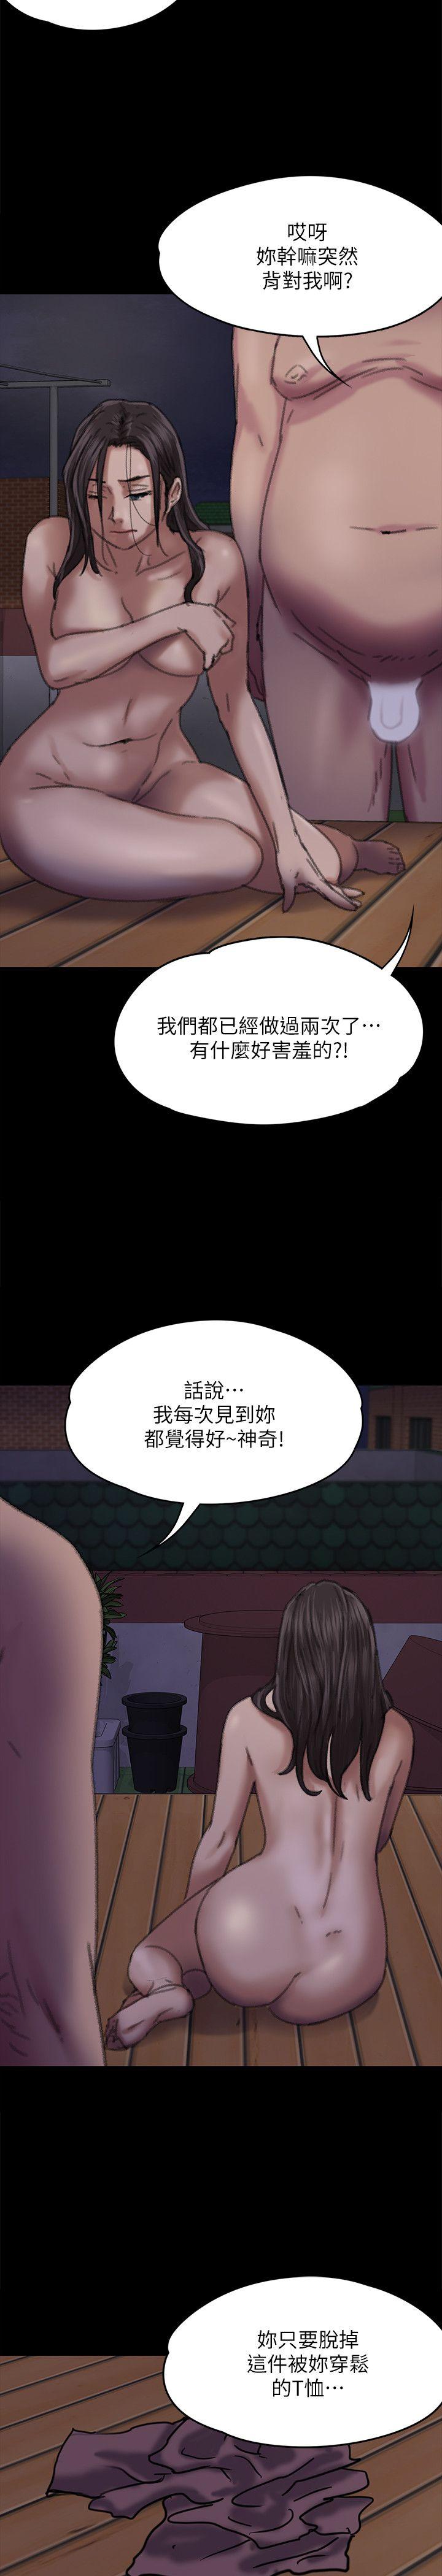 哎呀
妳幹嘛突然
背對我啊?
我們都已經做過兩次了…
有什麼好害羞的?!
話說…
我每次見到妳
都覺得好~神奇!
妳只要脫掉
這件被妳穿鬆
的T恤…